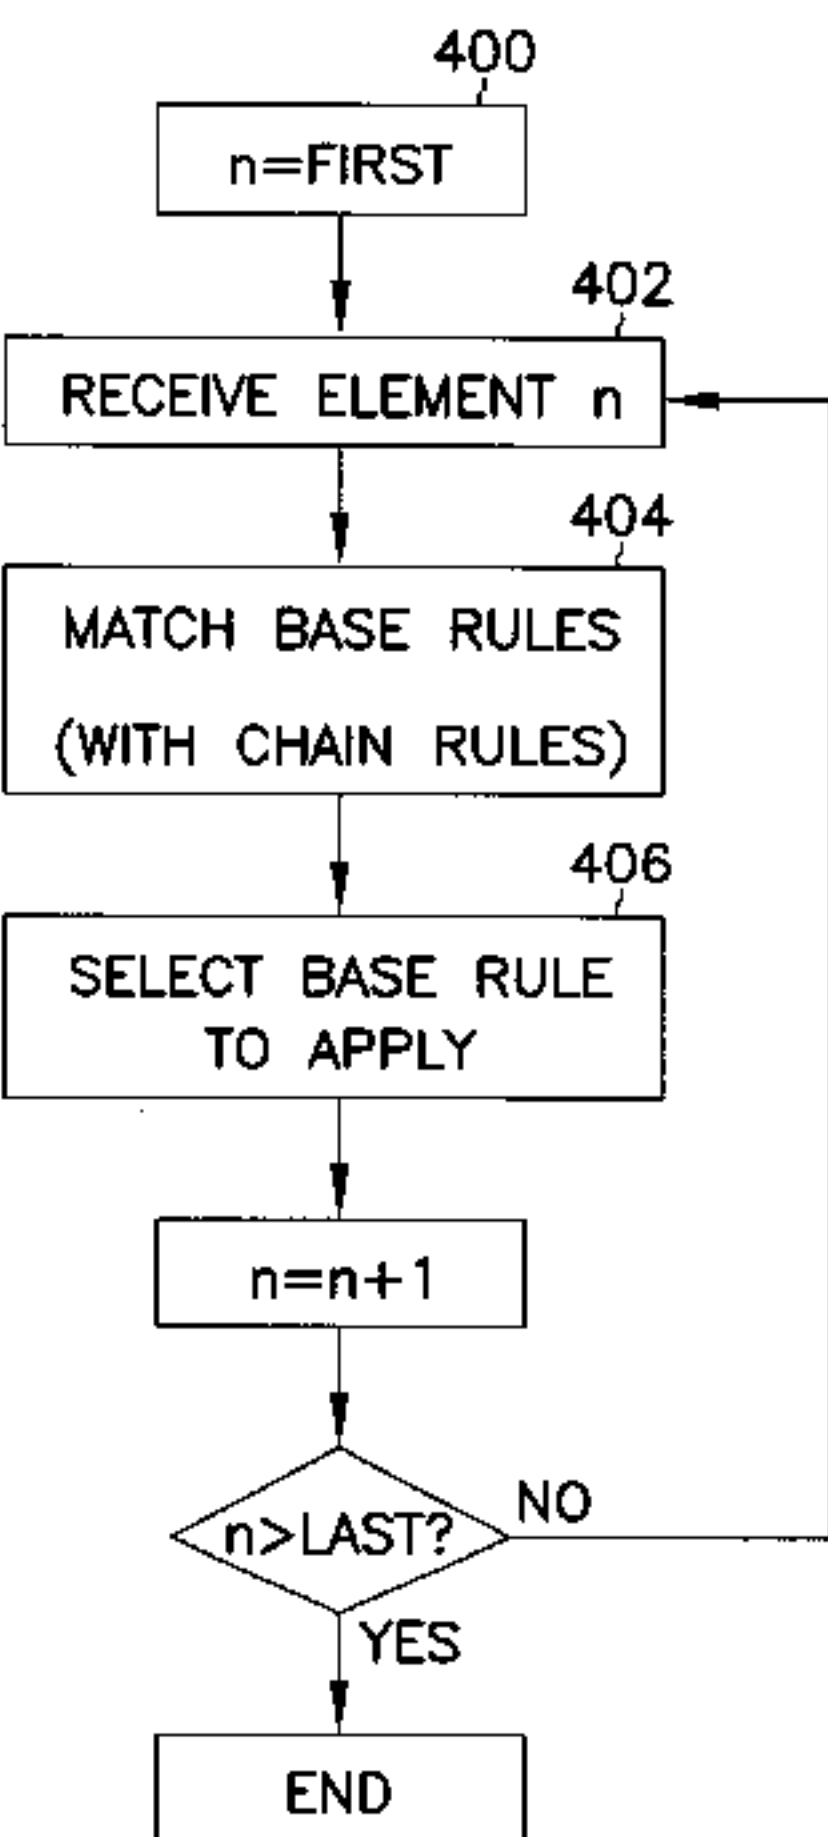 400
n=FIRST
402
RECEIVE ELEMENT n
404
MATCH BASE RULES
(WITH CHAIN RULES)
406
SELECT BASE RULE
TO APPLY
n=n+1
n>LAST?
NO
YES
END